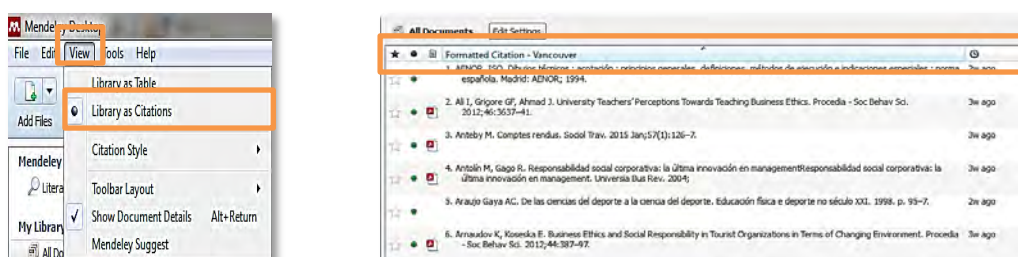 Mendeley Desktop
File Edit View Tools Help
Library as Table
Add Files
Library as Citations
Citation Style
Mendeley
Litera
Toolbar Layout
My Library
Show Document Details Alt+Return
All Do
Mendeley Suggest
All Documents Edit Settings
Formatted Citation - Vancouver
1. AENOR, ISO. Dibujos técnicos : acotación : principios generales, definiciones, métodos de ejecución e indicaciones especiales : norma 3w ago
española. Madrid: AENOR; 1994.
2. Ali I, Grigore GF, Ahmad J. University Teachers' Perceptions Towards Teaching Business Ethics. Procedia - Soc Behav Sci. 3w ago
2012;46:3637–41.
3. Anteby M. Comptes rendus. Sociol Trav. 2015 Jan;57(1):126–7. 3w ago
4. Antolín M, Gago R. Responsabilidad social corporativa: la última innovación en managementResponsabilidad social corporativa: la 3w ago
última innovación en management. Universia Bus Rev. 2004;
5. Araujo Gaya AC. De las ciencias del deporte a la ciencia del deporte. Educación física e deporte no século XXI. 1998. p. 95–7. 2w ago
6. Arnaudov K, Koseska E. Business Ethics and Social Responsibility in Tourist Organizations in Terms of Changing Environment. Procedia 3w ago
- Soc Behav Sci. 2012;44:387–97.